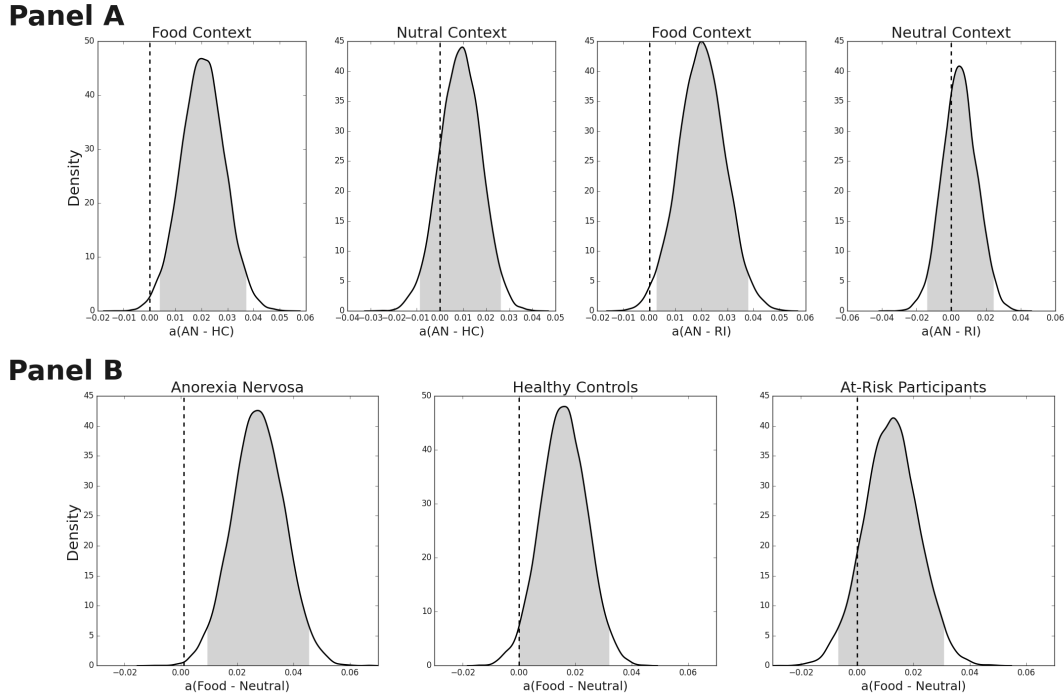 Panel A
Food Context
Nutral Context
Food Context
Neutral Context
Density
50
40
30
20
10
0
−0.02 −0.01 0.00 0.01 0.02 0.03 0.04 0.05 0.06
a(AN - HC)
45
40
35
30
25
20
15
10
5
0
−0.04 −0.03 −0.02 −0.01 0.00 0.01 0.02 0.03 0.04 0.05
a(AN - HC)
45
40
35
30
25
20
15
10
5
0
−0.02 −0.01 0.00 0.01 0.02 0.03 0.04 0.05 0.06
a(AN - RI)
45
40
35
30
25
20
15
10
5
0
−0.06 −0.04 −0.02 0.00 0.02 0.04 0.06
a(AN - RI)
Panel B
Anorexia Nervosa
Healthy Controls
At-Risk Participants
Density
45
40
35
30
25
20
15
10
5
0
−0.02 0.00 0.02 0.04 0.06
a(Food - Neutral)
50
40
30
20
10
0
−0.02 0.00 0.02 0.04 0.06
a(Food - Neutral)
45
40
35
30
25
20
15
10
5
0
−0.02 0.00 0.02 0.04 0.06
a(Food - Neutral)